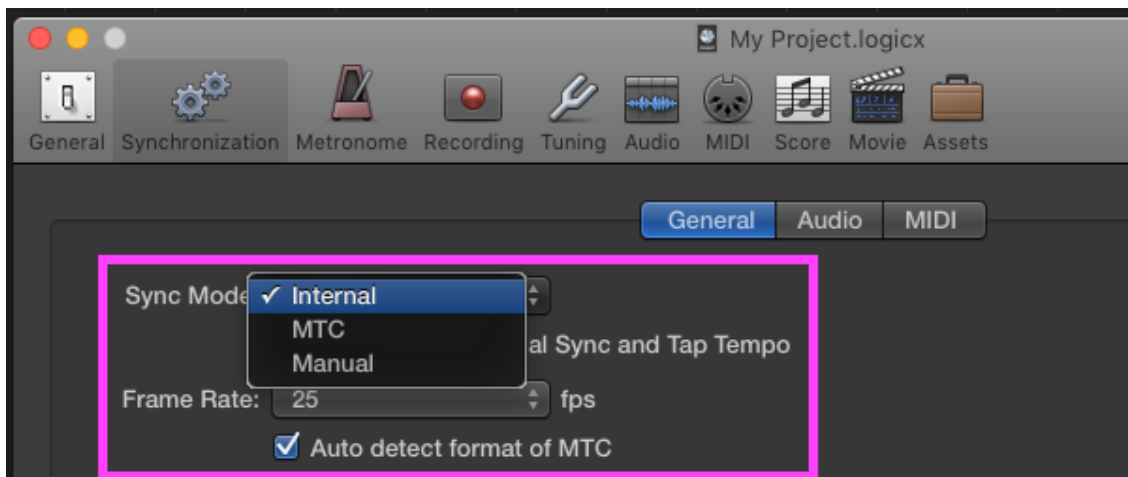 My Project.logicx
General Synchronization Metronome Recording Tuning Audio MIDI Score Movie Assets
General Audio MIDI
Sync Mode ✓ Internal
MTC
al Sync and Tap Tempo
Manual
Frame Rate: 25 fps
Auto detect format of MTC